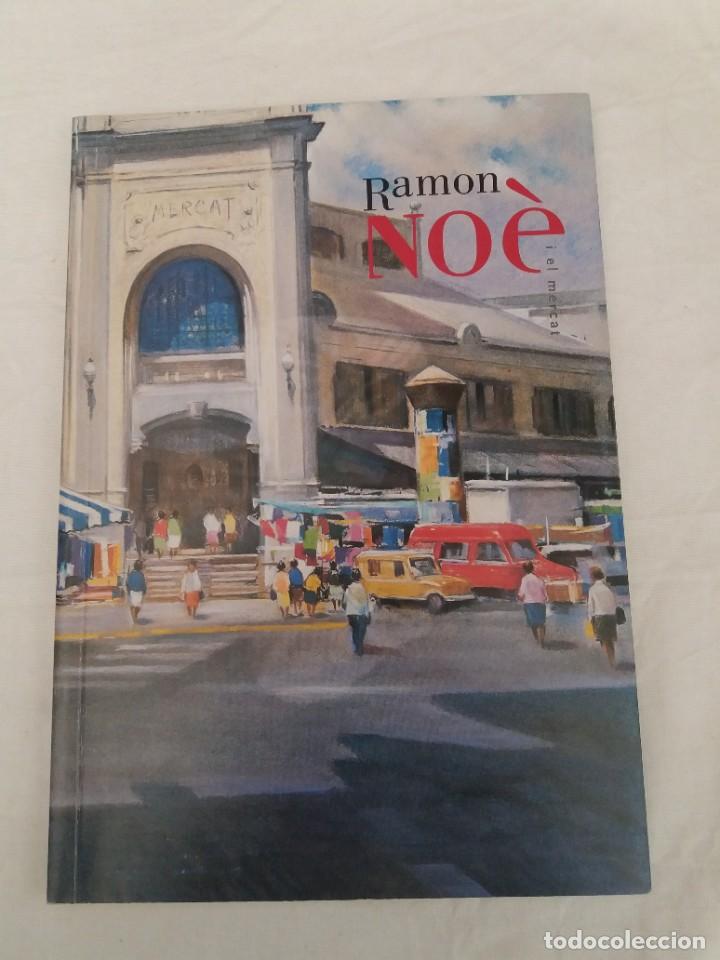 MERCAT
Ramon
Noè
i el mercat
todocoleccion